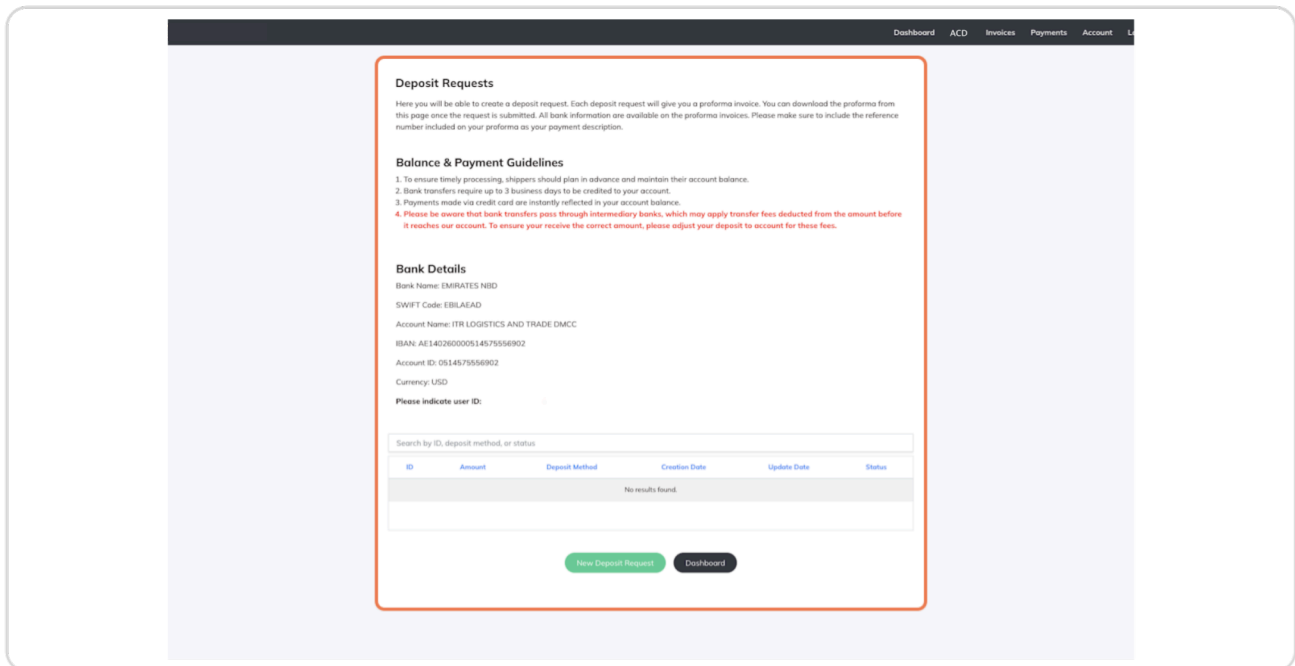 Dashboard ACD Invoices Payments Account
Deposit Requests
Here you will be able to create a deposit request. Each deposit request will give you a proforma invoice. You can download the proforma from
this page once the request is submitted. All bank information are available on the proforma invoices. Please make sure to include the reference
number included on your proforma as your payment description.
Balance & Payment Guidelines
1. To ensure timely processing, shippers should plan in advance and maintain their account balance.
2. Bank transfers require up to 3 business days to be credited to your account.
3. Payments made via credit card are instantly reflected in your account balance.
4. Please be aware that bank transfers pass through intermediary banks, which may apply transfer fees deducted from the amount before
it reaches our account. To ensure your receive the correct amount, please adjust your deposit to account for these fees.
Bank Details
Bank Name: EMIRATES NBD
SWIFT Code: EBILAEAD
Account Name: ITR LOGISTICS AND TRADE DMCC
IBAN: AE140260000514575556902
Account ID: 0514575556902
Currency: USD
Please indicate user ID:
Search by ID, deposit method, or status
ID Amount Deposit Method Creation Date Update Date Status
No results found.
New Deposit Request Dashboard